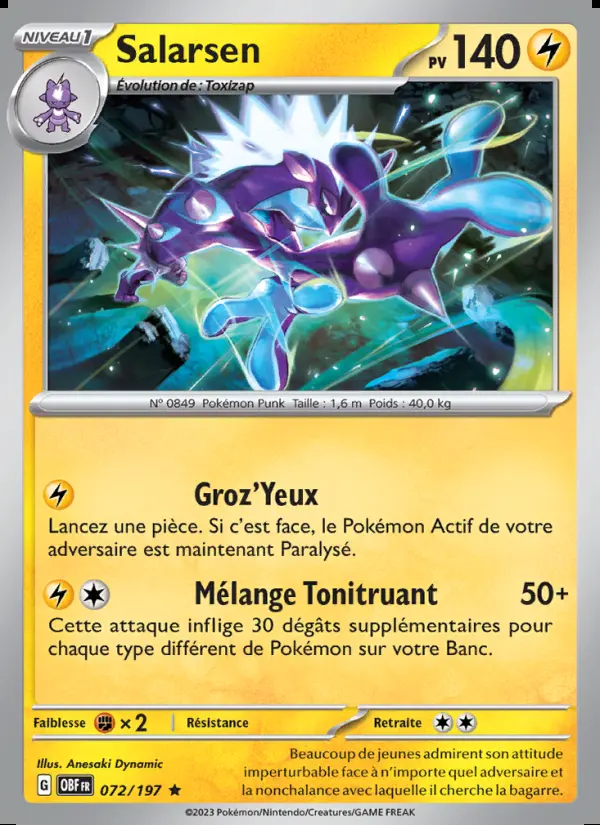 NIVEAU 1
Salarsen
PV 140
Évolution de : Toxizap
N° 0849 Pokémon Punk Taille : 1,6 m Poids : 40,0 kg
Groz'Yeux
Lancez une pièce. Si c'est face, le Pokémon Actif de votre
adversaire est maintenant Paralysé.
Mélange Tonitruant 50+
Cette attaque inflige 30 dégâts supplémentaires pour
chaque type différent de Pokémon sur votre Banc.
Faiblesse ×2 Résistance Retraite
Illus. Anesaki Dynamic
G OBF FR 072/197 ★
Beaucoup de jeunes admirent son attitude
imperturbable face à n'importe quel adversaire et
la nonchalance avec laquelle il cherche la bagarre.
©2023 Pokémon/Nintendo/Creatures/GAME FREAK